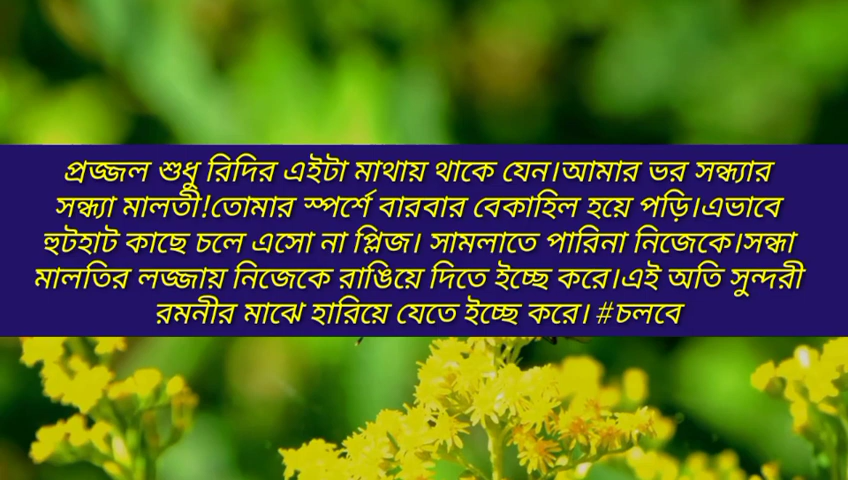 প্রজ্জল শুধু রিদির এইটা মাথায় থাকে যেন।আমার ভর সন্ধ্যার
সন্ধ্যা মালতী!তোমার স্পর্শে বারবার বেকাহিল হয়ে পড়ি।এভাবে
হুটহাট কাছে চলে এসো না প্লিজ। সামলাতে পারিনা নিজেকে।সন্ধা
মালতির লজ্জায় নিজেকে রাঙিয়ে দিতে ইচ্ছে করে।এই অতি সুন্দরী
রমনীর মাঝে হারিয়ে যেতে ইচ্ছে করে। #চলবে